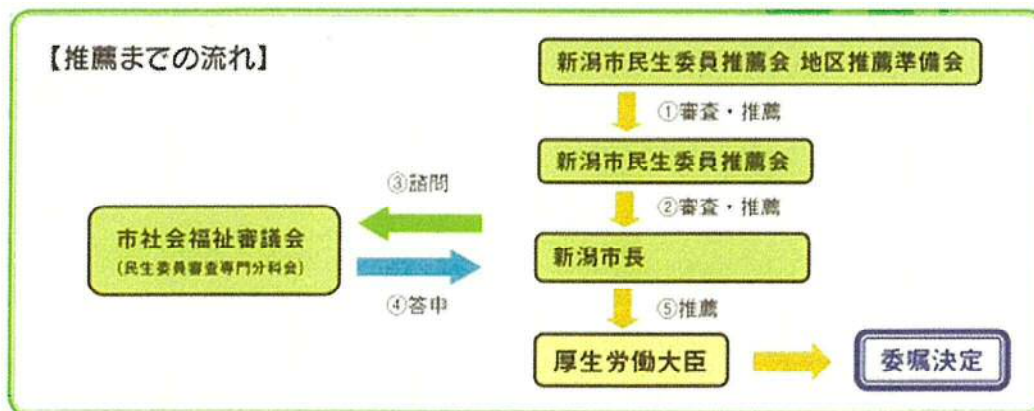 【推薦までの流れ】
新潟市民生委員推薦会 地区推薦準備会
①審査・推薦
新潟市民生委員推薦会
②審査・推薦
③諮問
市社会福祉審議会
(民生委員審査専門分科会)
新潟市長
④答申
⑤推薦
厚生労働大臣
委嘱決定